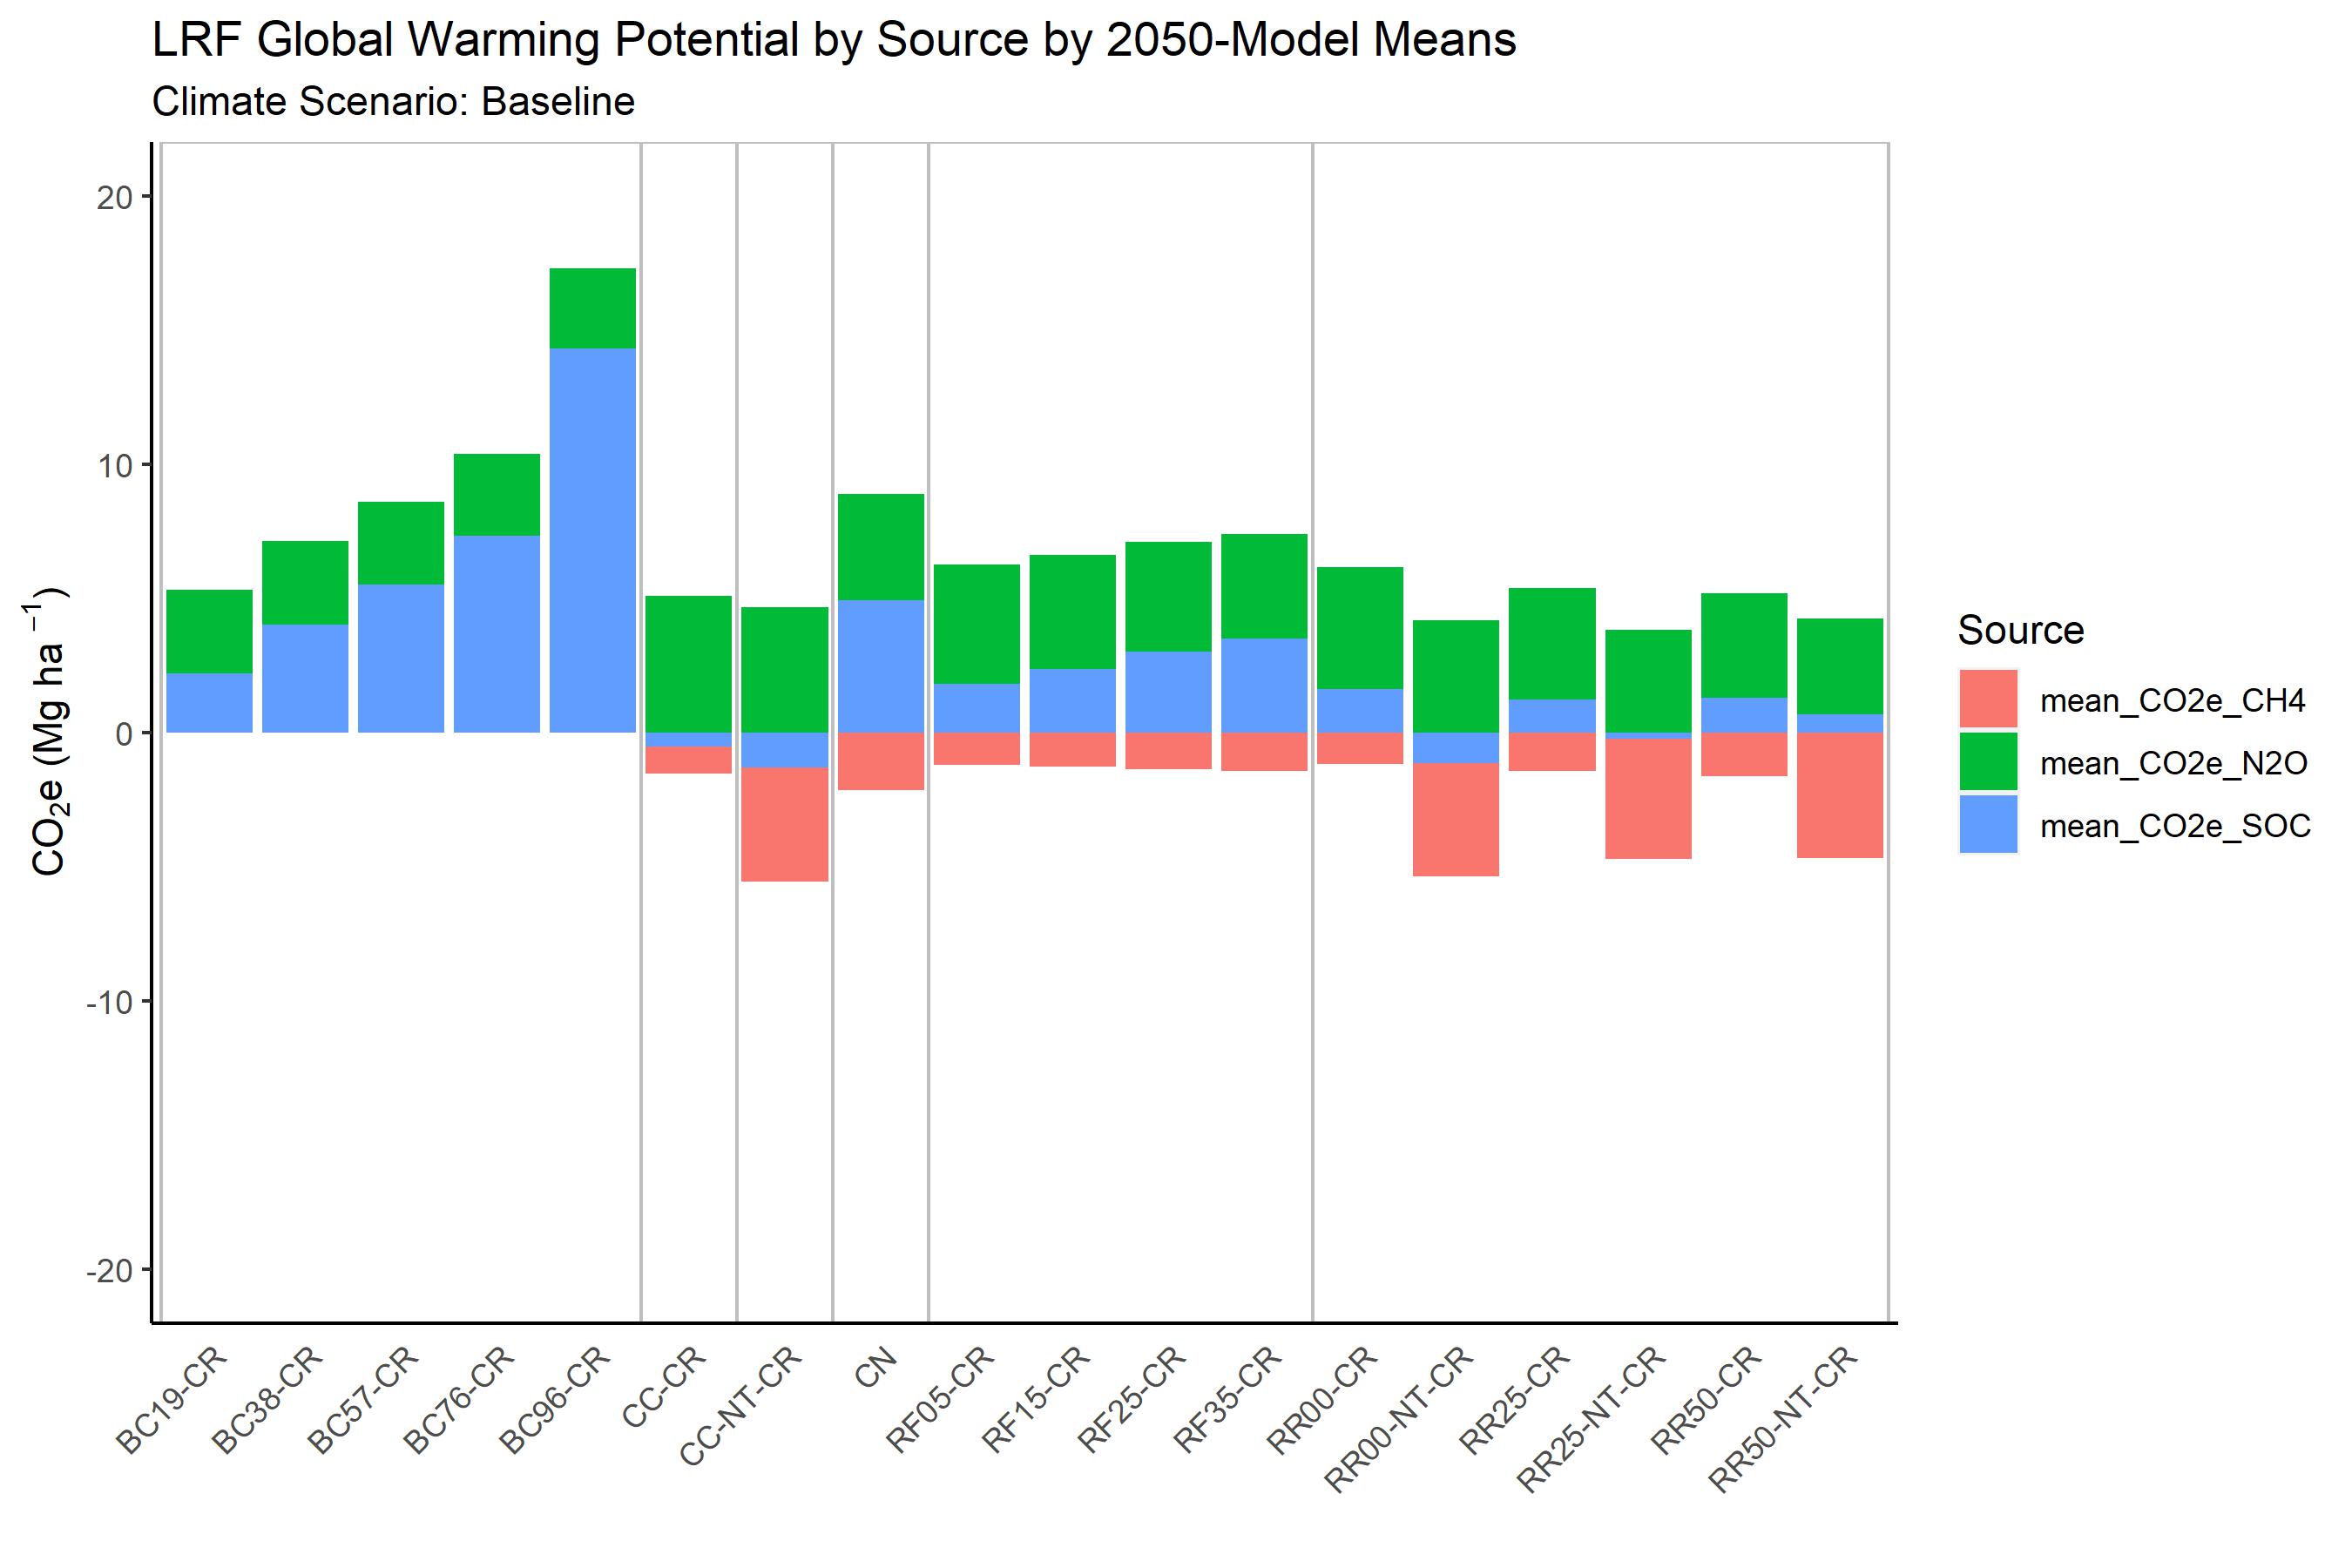 LRF Global Warming Potential by Source by 2050-Model Means
Climate Scenario: Baseline
CO₂e (Mg ha ⁻¹)
20
10
0
-10
-20
BC19-CR
BC38-CR
BC57-CR
BC76-CR
BC96-CR
CC-CR
CC-NT-CR
CN
RF05-CR
RF15-CR
RF25-CR
RF35-CR
RR00-CR
RR00-NT-CR
RR25-CR
RR25-NT-CR
RR50-CR
RR50-NT-CR
Source
mean_CO2e_CH4
mean_CO2e_N2O
mean_CO2e_SOC